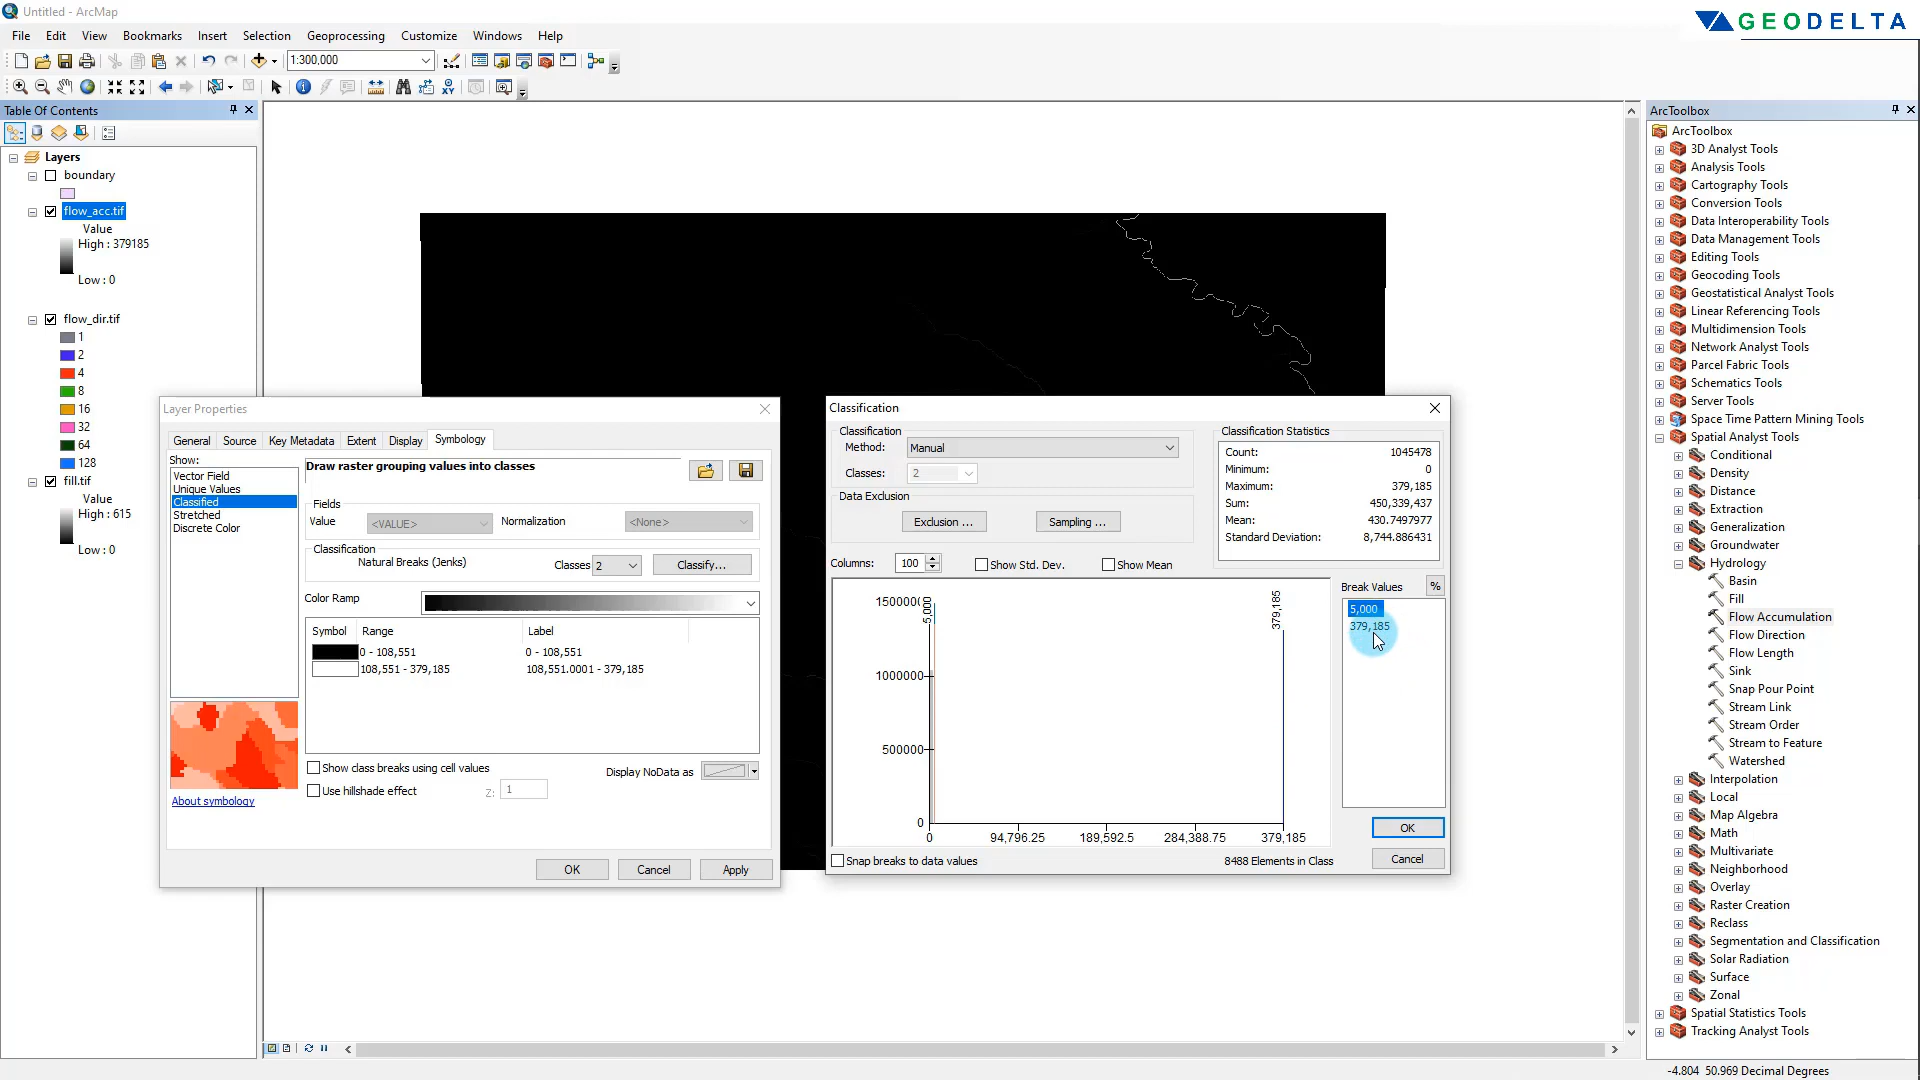 Untitled - ArcMap
GEODELTA
File Edit View Bookmarks Insert Selection Geoprocessing Customize Windows Help
1:300,000
Table Of Contents
Layers
boundary
flow_acc.tif
Value
High : 379185
Low : 0
flow_dir.tif
1
2
4
8
16
32
64
128
fill.tif
Value
High : 615
Low : 0
Layer Properties
General Source Key Metadata Extent Display Symbology
Show:
Vector Field
Unique Values
Classified
Stretched
Discrete Color
About symbology
Draw raster grouping values into classes
Fields
Value <VALUE> Normalization <None>
Classification
Natural Breaks (Jenks) Classes 2 Classify...
Color Ramp
Symbol Range Label
0 - 108,551 0 - 108,551
108,551 - 379,185 108,551.0001 - 379,185
Show class breaks using cell values
Display NoData as
Use hillshade effect Z: 1
OK Cancel Apply
Classification
Classification
Method: Manual
Classes: 2
Data Exclusion
Exclusion ... Sampling ...
Columns: 100 Show Std. Dev. Show Mean
Classification Statistics
Count: 1045478
Minimum: 0
Maximum: 379,185
Sum: 450,339,437
Mean: 430.7497977
Standard Deviation: 8,744.886431
Break Values %
5,000
379,185
1500000
1000000
500000
0
5,000
379,185
0 94,796.25 189,592.5 284,388.75 379,185
Snap breaks to data values
8488 Elements in Class
OK
Cancel
ArcToolbox
ArcToolbox
3D Analyst Tools
Analysis Tools
Cartography Tools
Conversion Tools
Data Interoperability Tools
Data Management Tools
Editing Tools
Geocoding Tools
Geostatistical Analyst Tools
Linear Referencing Tools
Multidimension Tools
Network Analyst Tools
Parcel Fabric Tools
Schematics Tools
Server Tools
Space Time Pattern Mining Tools
Spatial Analyst Tools
Conditional
Density
Distance
Extraction
Generalization
Groundwater
Hydrology
Basin
Fill
Flow Accumulation
Flow Direction
Flow Length
Sink
Snap Pour Point
Stream Link
Stream Order
Stream to Feature
Watershed
Interpolation
Local
Map Algebra
Math
Multivariate
Neighborhood
Overlay
Raster Creation
Reclass
Segmentation and Classification
Solar Radiation
Surface
Zonal
Spatial Statistics Tools
Tracking Analyst Tools
-4.804 50.969 Decimal Degrees